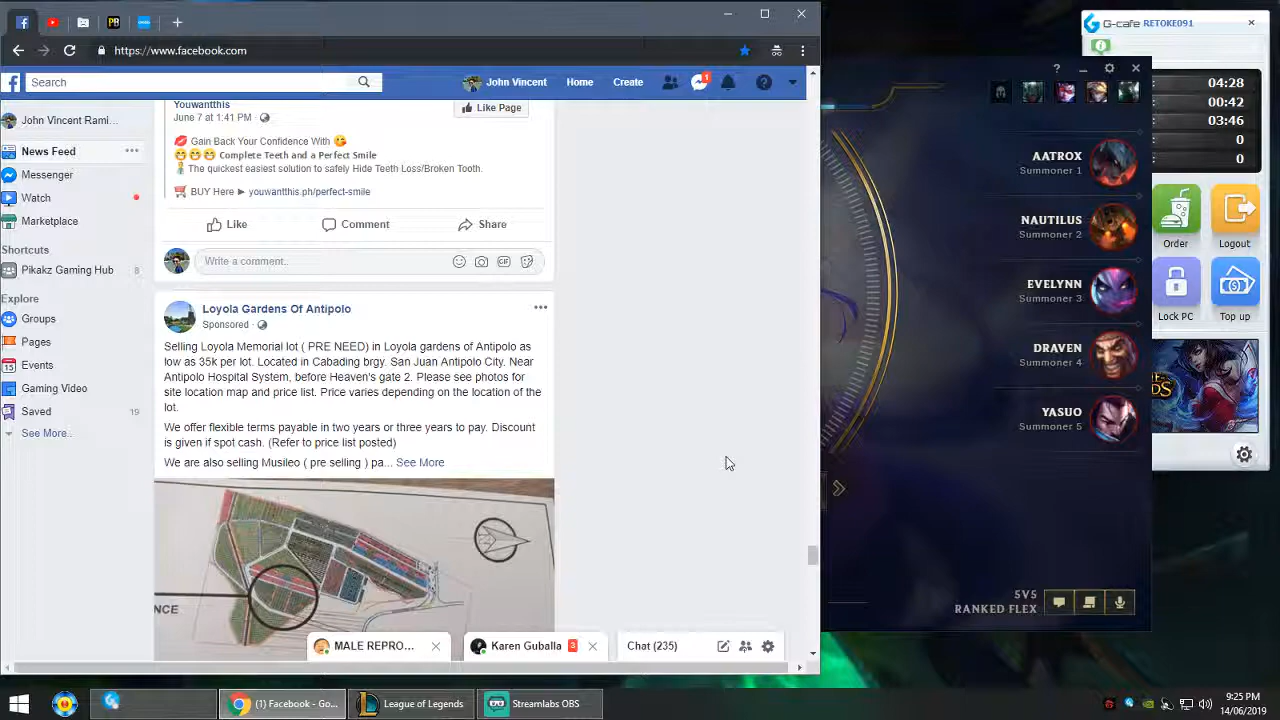 https://www.facebook.com
Search
John Vincent
Home
Create
1
John Vincent Rami...
News Feed
Messenger
Watch
Marketplace
Shortcuts
Pikakz Gaming Hub
8
Explore
Groups
Pages
Events
Gaming Video
Saved
19
See More..
Youwantthis
June 7 at 1:41 PM
Like Page
Gain Back Your Confidence With
Complete Teeth and a Perfect Smile
The quickest easiest solution to safely Hide Teeth Loss/Broken Tooth.
BUY Here ► youwantthis.ph/perfect-smile
Like
Comment
Share
Write a comment..
GIF
Loyola Gardens Of Antipolo
Sponsored ·
Selling Loyola Memorial lot ( PRE NEED) in Loyola gardens of Antipolo as
low as 35k per lot. Located in Cabading brgy. San Juan Antipolo City. Near
Antipolo Hospital System, before Heaven's gate 2. Please see photos for
site location map and price list. Price varies depending on the location of the
lot.
We offer flexible terms payable in two years or three years to pay. Discount
is given if spot cash. (Refer to price list posted)
We are also selling Musileo ( pre selling ) pa... See More
NCE
MALE REPRO...
Karen Guballa
3
Chat (235)
AATROX
Summoner 1
NAUTILUS
Summoner 2
EVELYNN
Summoner 3
DRAVEN
Summoner 4
YASUO
Summoner 5
5V5
RANKED FLEX
G-cafe RETOKE091
04:28
00:42
03:46
0
0
Order
Logout
Lock PC
Top up
(1) Facebook - Go...
League of Legends
Streamlabs OBS
9:25 PM
14/06/2019